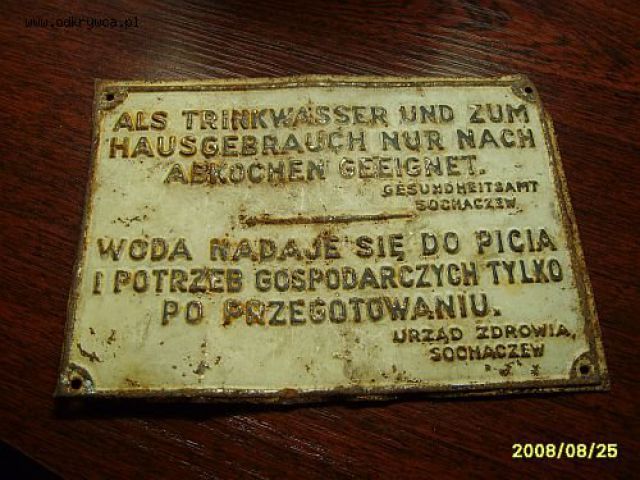 www.odkrywca.pl
ALS TRINKWASSER UND ZUM
HAUSGEBRAUCH NUR NACH
ABKOCHEN GEEIGNET.
GESUNDHEITSAMT
SOCHACZEW
WODA NADAJE SIĘ DO PICIA
I POTRZEB GOSPODARCZYCH TYLKO
PO PRZEGOTOWANIU.
URZĄD ZDROWIA,
SOCHACZEW
2008/08/25